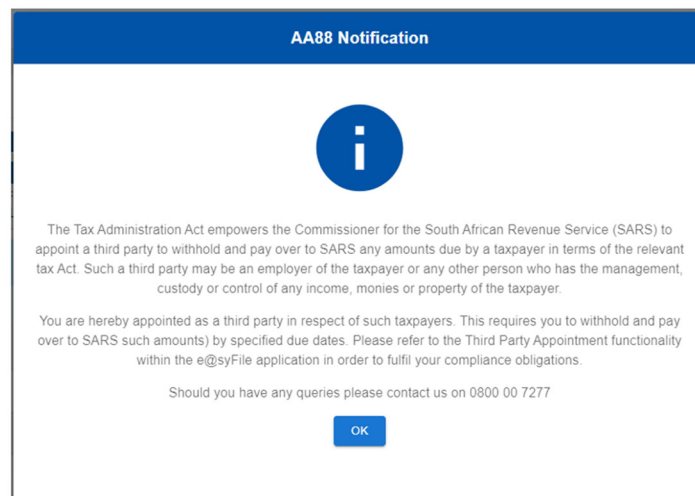 AA88 Notification
The Tax Administration Act empowers the Commissioner for the South African Revenue Service (SARS) to
appoint a third party to withhold and pay over to SARS any amounts due by a taxpayer in terms of the relevant
tax Act. Such a third party may be an employer of the taxpayer or any other person who has the management,
custody or control of any income, monies or property of the taxpayer.
You are hereby appointed as a third party in respect of such taxpayers. This requires you to withhold and pay
over to SARS such amounts) by specified due dates. Please refer to the Third Party Appointment functionality
within the e@syFile application in order to fulfil your compliance obligations.
Should you have any queries please contact us on 0800 00 7277
OK